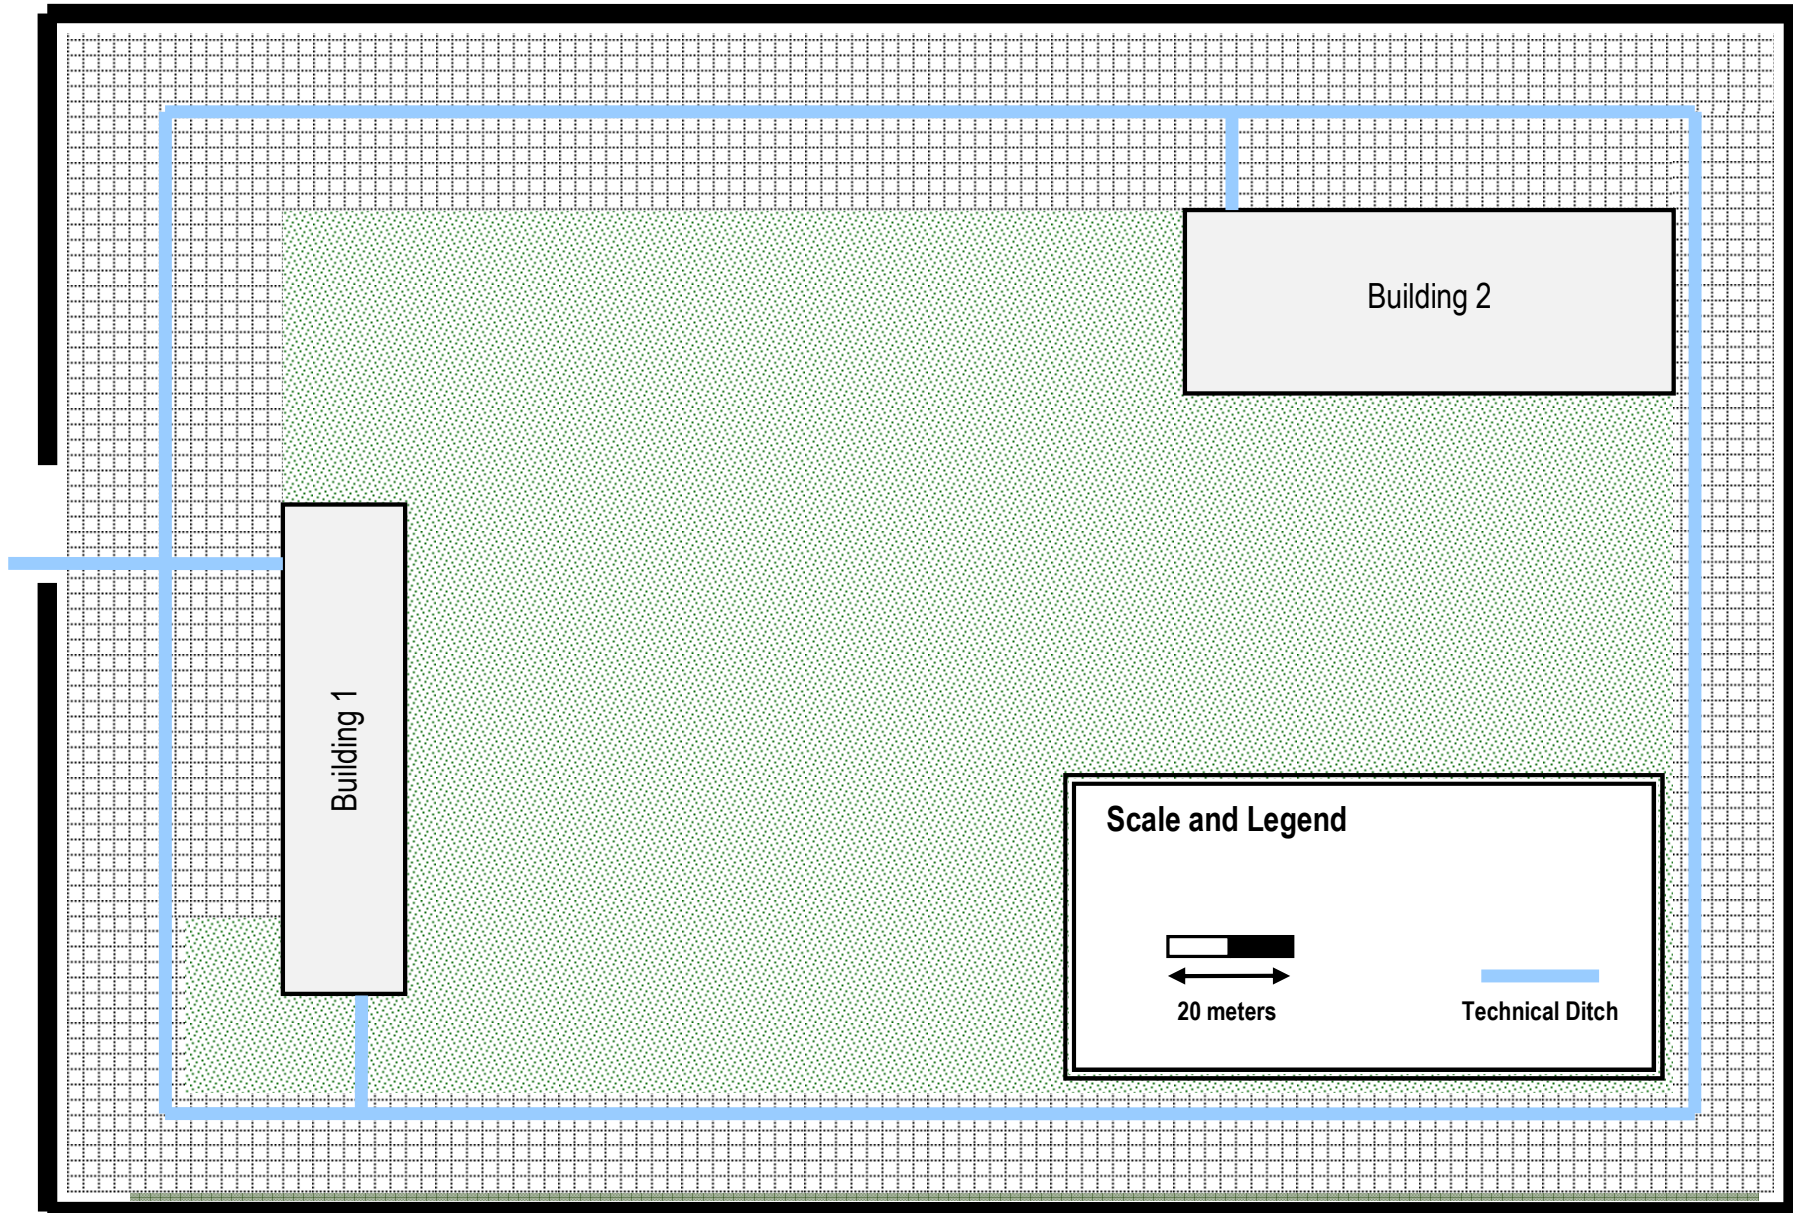 Building 2
Building 1
Scale and Legend
20 meters
Technical Ditch